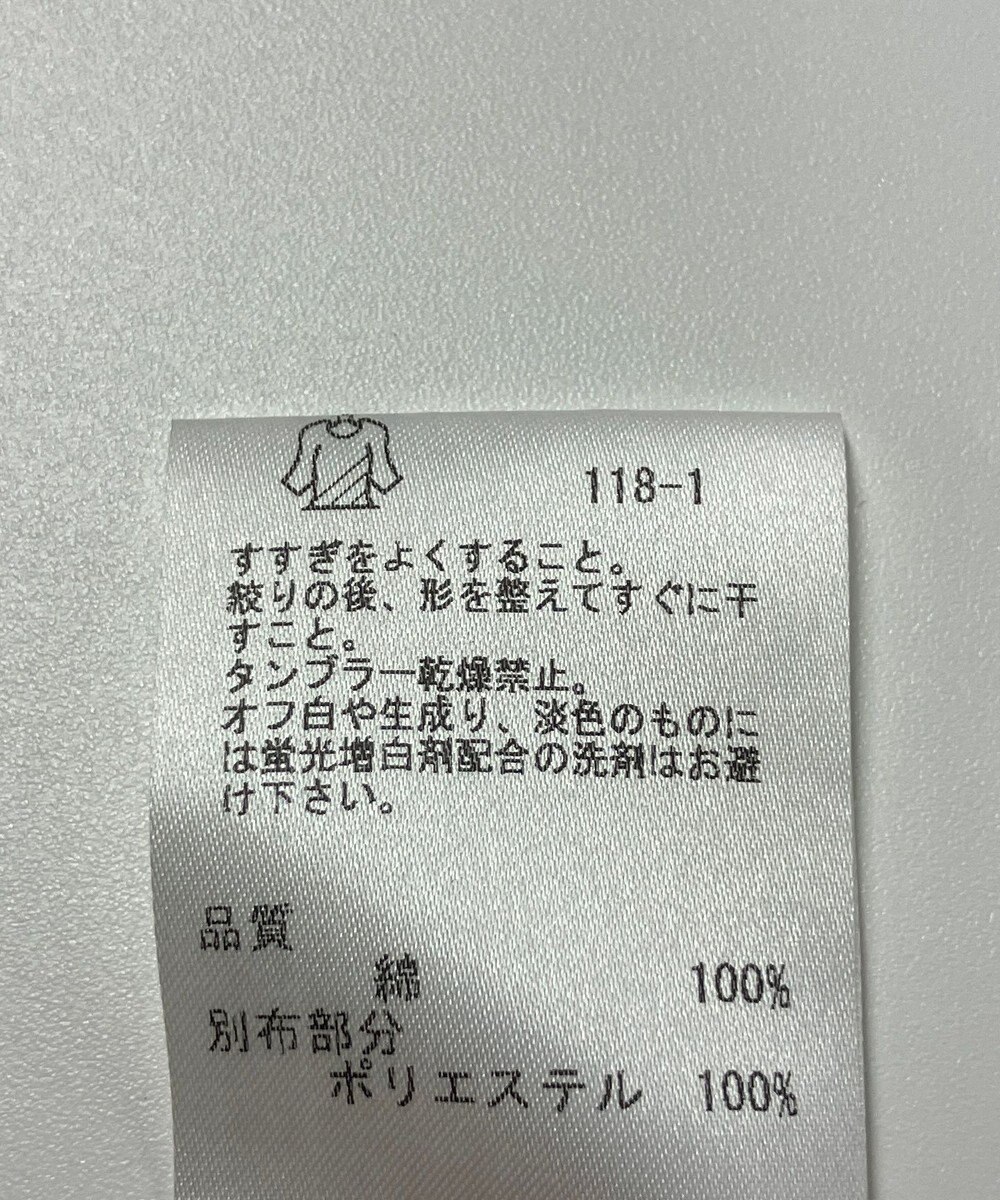 118-1
すすぎをよくすること。
絞りの後、形を整えてすぐに干
すこと。
タンブラー乾燥禁止。
オフ白や生成り、淡色のものに
は蛍光増白剤配合の洗剤はお避
け下さい。
品質
綿 100%
別布部分
ポリエステル 100%